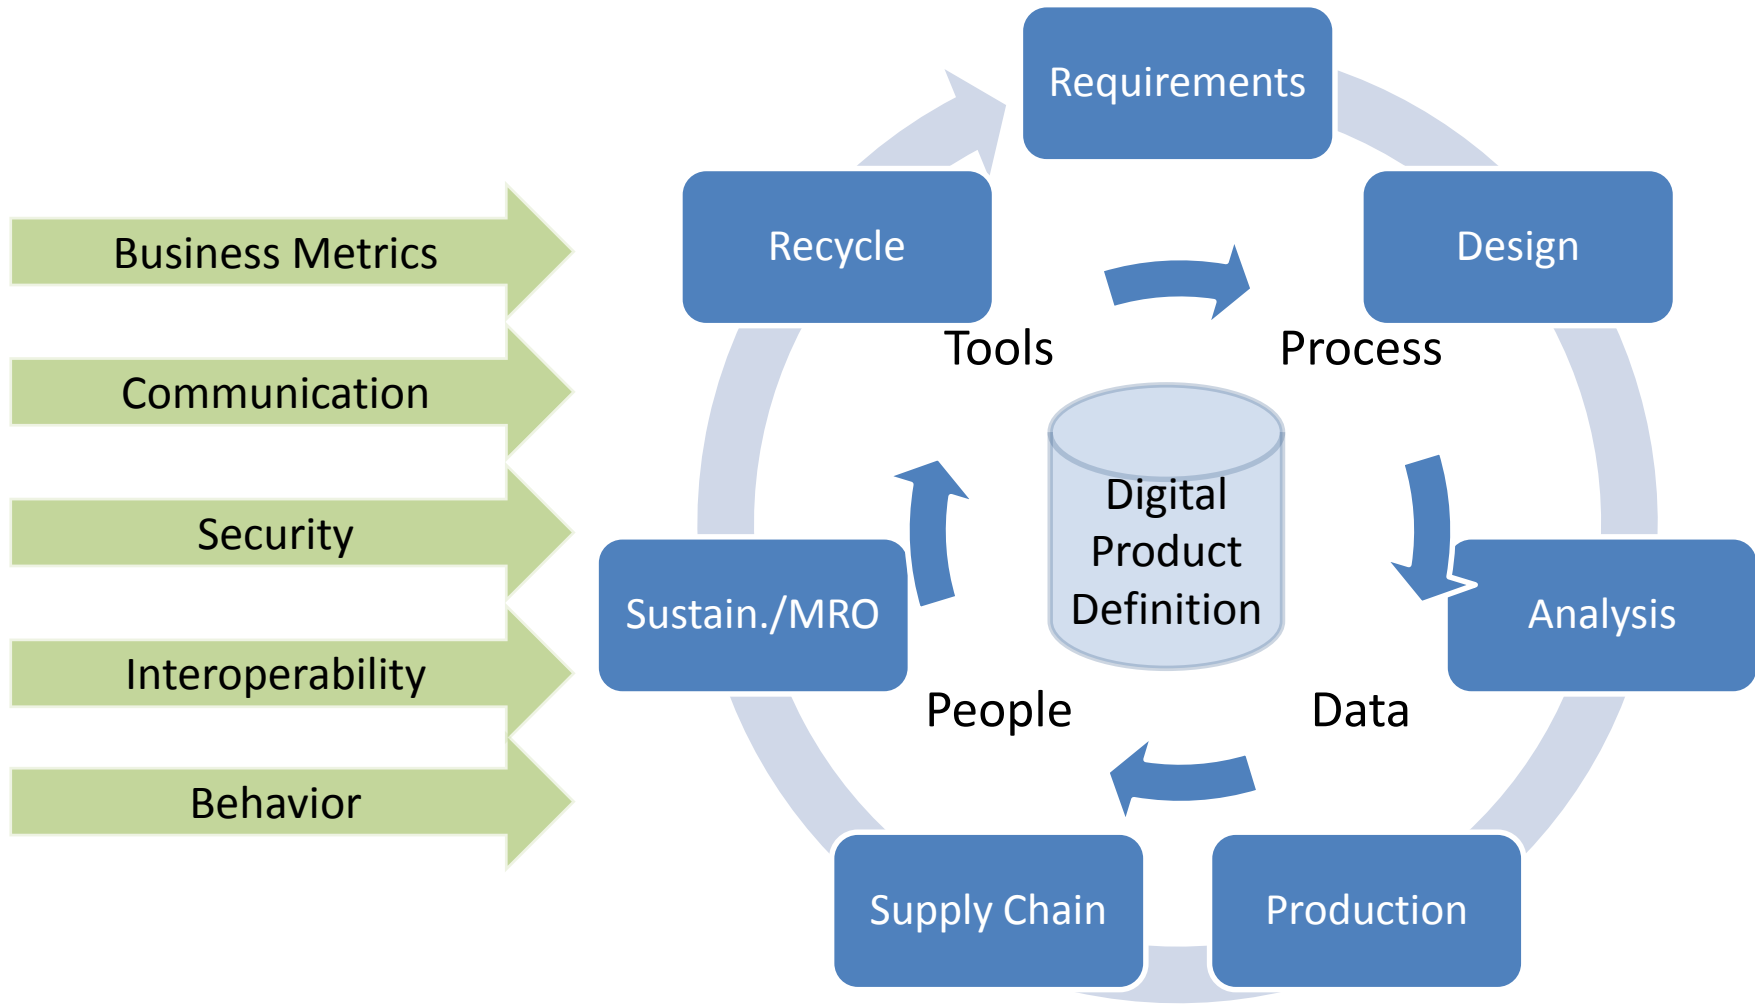 Business Metrics
Communication
Security
Interoperability
Behavior
Requirements
Design
Analysis
Production
Supply Chain
Sustain./MRO
Recycle
Tools
Process
Data
People
Digital
Product
Definition